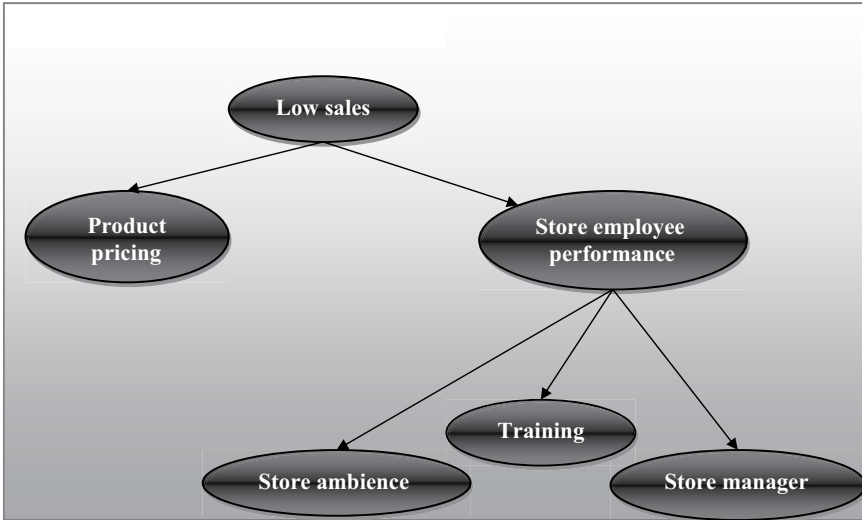 Low sales
Product
pricing
Store employee
performance
Training
Store ambience
Store manager